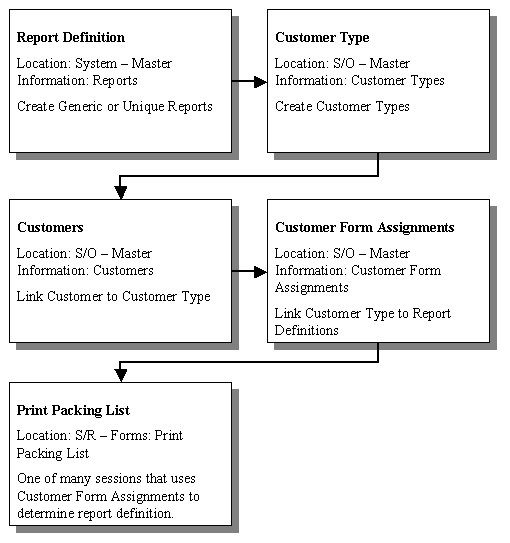 Report Definition
Location: System – Master
Information: Reports
Create Generic or Unique Reports
Customer Type
Location: S/O – Master
Information: Customer Types
Create Customer Types
Customers
Location: S/O – Master
Information: Customers
Link Customer to Customer Type
Customer Form Assignments
Location: S/O – Master
Information: Customer Form
Assignments
Link Customer Type to Report
Definitions
Print Packing List
Location: S/R – Forms: Print
Packing List
One of many sessions that uses
Customer Form Assignments to
determine report definition.